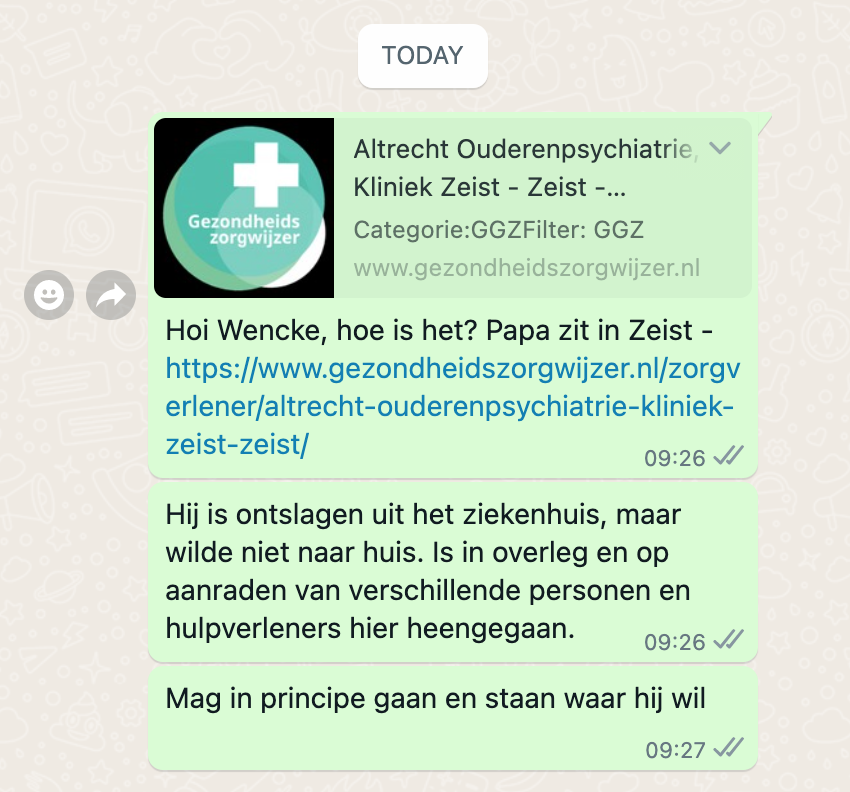 TODAY
Gezondheids
zorgwijzer
Altrecht Ouderenpsychiatrie,
Kliniek Zeist - Zeist -...
Categorie:GGZFilter: GGZ
www.gezondheidszorgwijzer.nl
Hoi Wencke, hoe is het? Papa zit in Zeist -
https://www.gezondheidszorgwijzer.nl/zorgv
erlener/altrecht-ouderenpsychiatrie-kliniek-
zeist-zeist/
09:26
Hij is ontslagen uit het ziekenhuis, maar
wilde niet naar huis. Is in overleg en op
aanraden van verschillende personen en
hulpverleners hier heengegaan.
09:26
Mag in principe gaan en staan waar hij wil
09:27